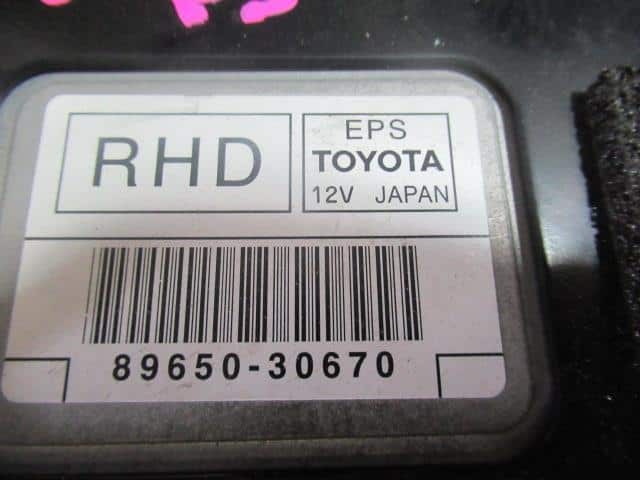 RHD
EPS
TOYOTA
12V JAPAN
89650-30670